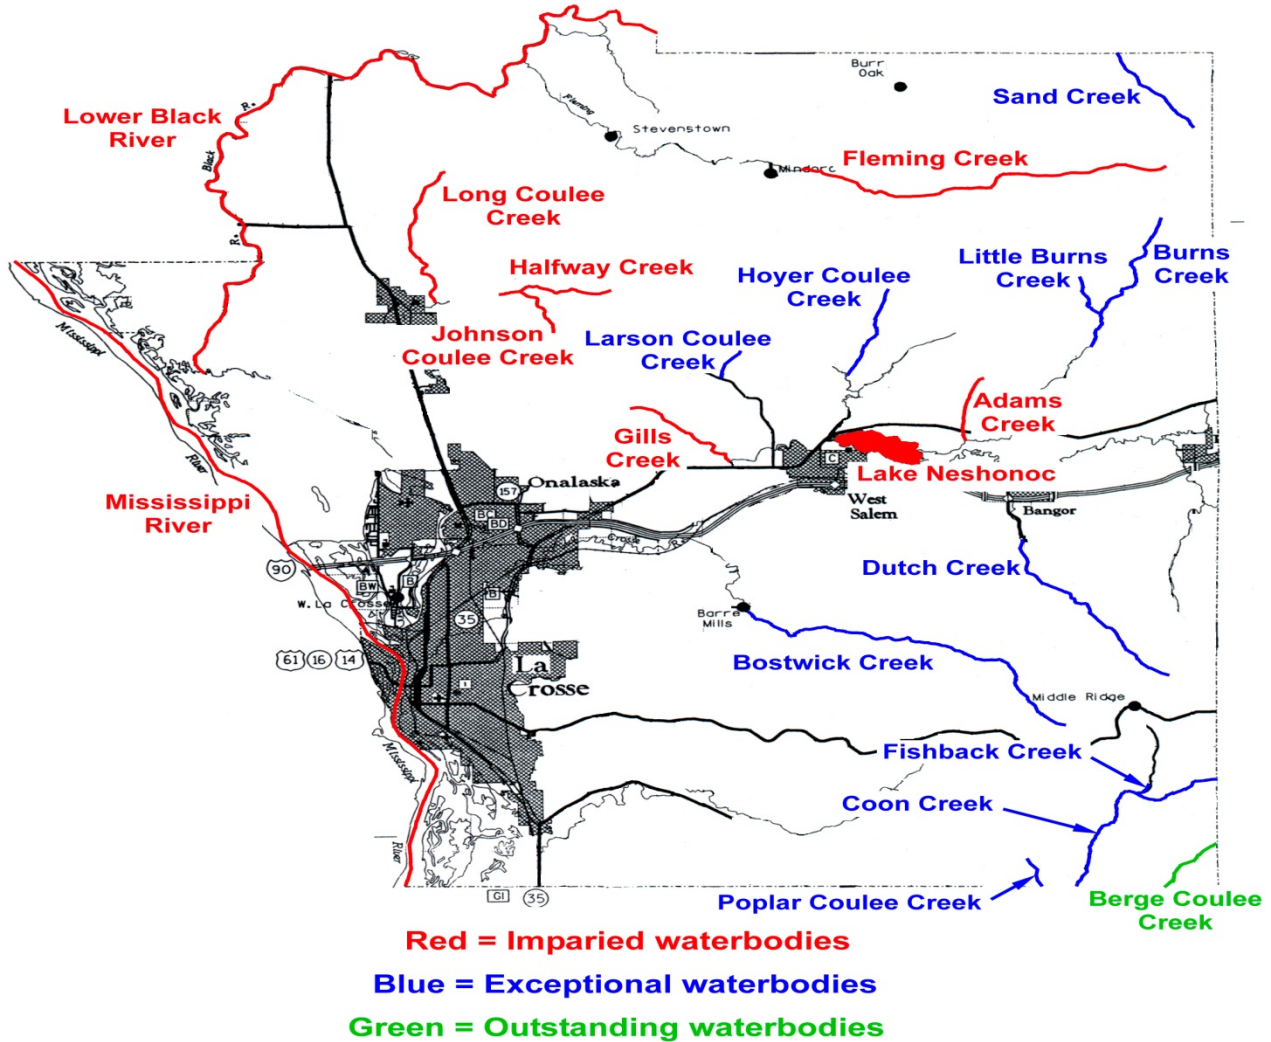 Burr
Oak
Sand Creek
R.
Lower Black
River
Fleming
Stevenstown
Black
Fleming Creek
Mindoro
Long Coulee
Creek
R.
Halfway Creek
Hoyer Coulee
Creek
Little Burns
Creek
Burns
Creek
Mississippi
Johnson
Coulee Creek
Larson Coulee
Creek
Adams
Creek
Gills
Creek
River
C
Lake Neshonoc
Mississippi
River
157
Onalaska
West
Salem
Bangor
BC
BD
La Crosse
R.
90
B
BW
Dutch Creek
W. La Crosse
B
Barre
Mills
35
61
16
14
La
Crosse
Bostwick Creek
Middle Ridge
Mississippi
Fishback Creek
Coon Creek
River
GI
35
Poplar Coulee Creek
Berge Coulee
Creek
Red = Imparied waterbodies
Blue = Exceptional waterbodies
Green = Outstanding waterbodies